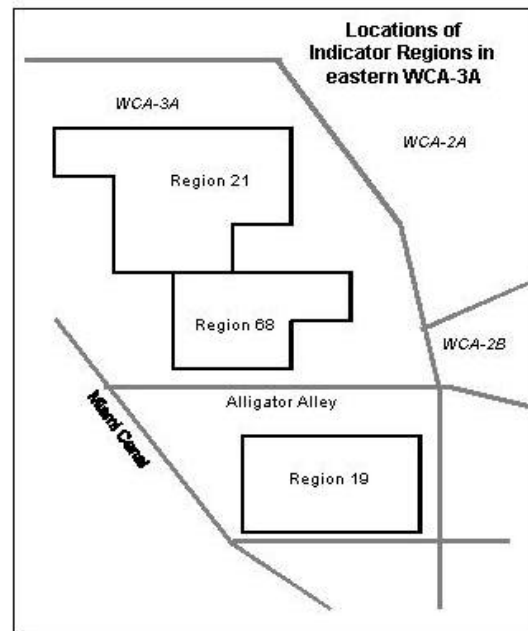 Locations of
Indicator Regions in
eastern WCA-3A
WCA-3A
WCA-2A
Region 21
Region 68
WCA-2B
Alligator Alley
Miami Canal
Region 19